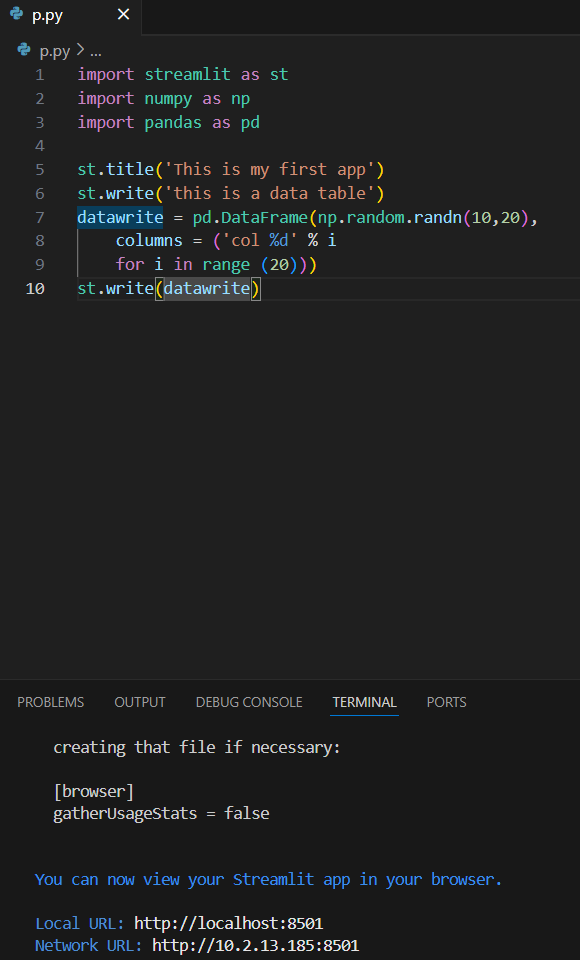 p.py
p.py > ...
1 import streamlit as st
2 import numpy as np
3 import pandas as pd
4
5 st.title('This is my first app')
6 st.write('this is a data table')
7 datawrite = pd.DataFrame(np.random.randn(10,20),
8     columns = ('col %d' % i
9     for i in range (20)))
10 st.write(datawrite)
PROBLEMS OUTPUT DEBUG CONSOLE TERMINAL PORTS
creating that file if necessary:
[browser]
gatherUsageStats = false
You can now view your Streamlit app in your browser.
Local URL: http://localhost:8501
Network URL: http://10.2.13.185:8501